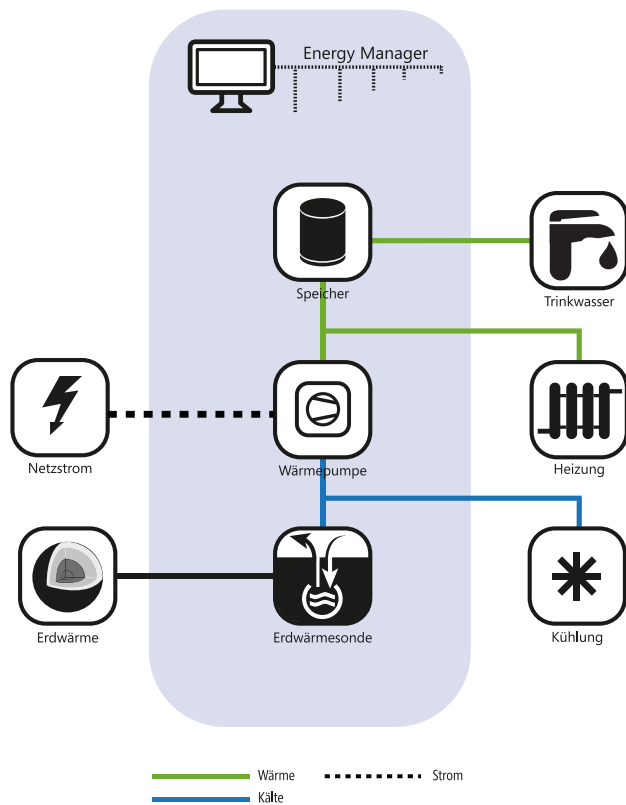 Energy Manager
Speicher
Trinkwasser
Netzstrom
Wärmepumpe
Heizung
Erdwärme
Erdwärmesonde
Kühlung
Wärme
Strom
Kälte